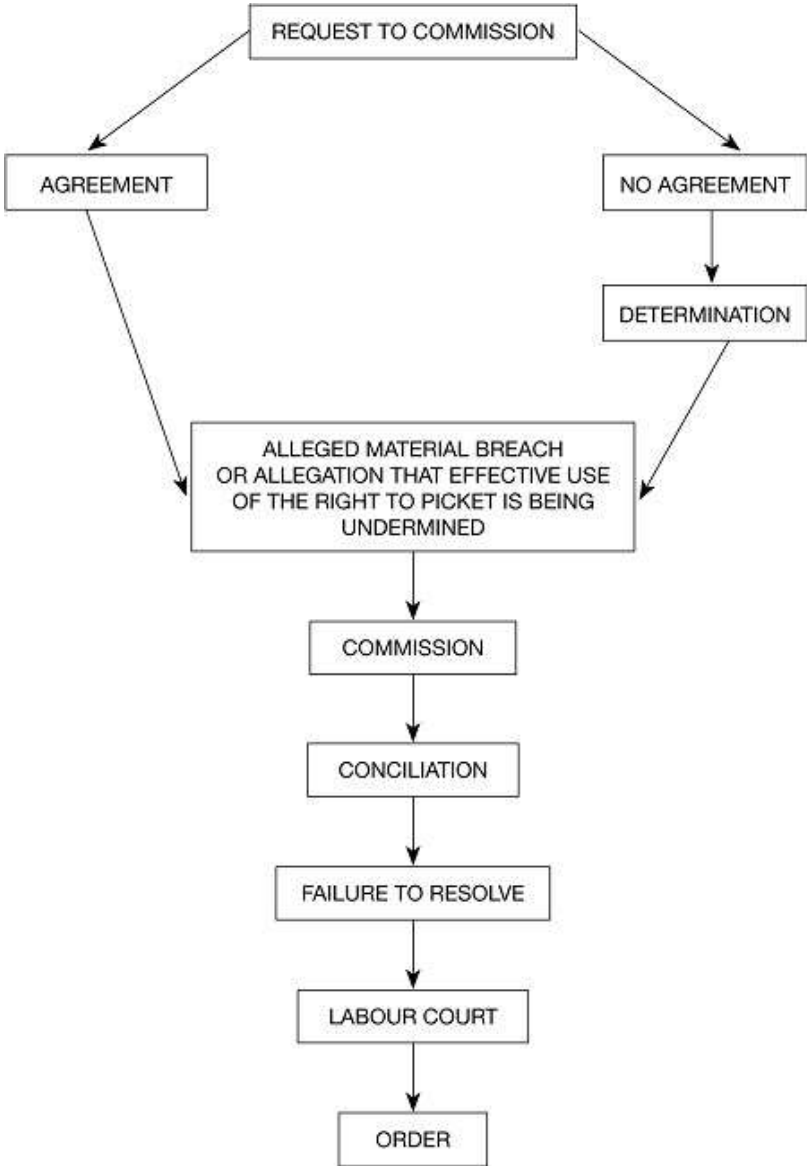 REQUEST TO COMMISSION
AGREEMENT
NO AGREEMENT
DETERMINATION
ALLEGED MATERIAL BREACH
OR ALLEGATION THAT EFFECTIVE USE
OF THE RIGHT TO PICKET IS BEING
UNDERMINED
COMMISSION
CONCILIATION
FAILURE TO RESOLVE
LABOUR COURT
ORDER